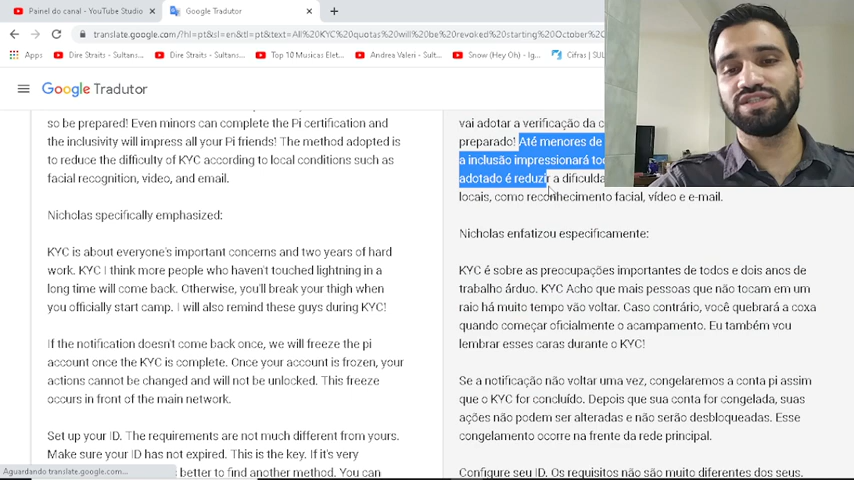 Painel do canal - YouTube Studio
Google Tradutor
translate.google.com/?hl=pt&sl=en&tl=pt&text=All%20KYC%20quotas%20will%20be%20revoked%20starting%20October%20
Apps
Dire Straits - Sultans...
Dire Straits - Sultans...
Top 10 Musicas Elet...
Andrea Valeri - Sult...
Snow (Hey Oh) - Ig...
Cifras | SUL
Google Tradutor
so be prepared! Even minors can complete the Pi certification and
the inclusivity will impress all your Pi friends! The method adopted is
to reduce the difficulty of KYC according to local conditions such as
facial recognition, video, and email.
Nicholas specifically emphasized:
KYC is about everyone's important concerns and two years of hard
work. KYC I think more people who haven't touched lightning in a
long time will come back. Otherwise, you'll break your thigh when
you officially start camp. I will also remind these guys during KYC!
If the notification doesn't come back once, we will freeze the pi
account once the KYC is complete. Once your account is frozen, your
actions cannot be changed and will not be unlocked. This freeze
occurs in front of the main network.
Set up your ID. The requirements are not much different from yours.
Make sure your ID has not expired. This is the key. If it's very
s better to find another method. You can
Aguardando translate.google.com...
vai adotar a verificação da c
preparado! Até menores de
a inclusão impressionará to
adotado é reduzir a dificulda
locais, como reconhecimento facial, vídeo e e-mail.
Nicholas enfatizou especificamente:
KYC é sobre as preocupações importantes de todos e dois anos de
trabalho árduo. KYC Acho que mais pessoas que não tocam em um
raio há muito tempo vão voltar. Caso contrário, você quebrará a coxa
quando começar oficialmente o acampamento. Eu também vou
lembrar esses caras durante o KYC!
Se a notificação não voltar uma vez, congelaremos a conta pi assim
que o KYC for concluído. Depois que sua conta for congelada, suas
ações não podem ser alteradas e não serão desbloqueadas. Esse
congelamento ocorre na frente da rede principal.
Configure seu ID. Os requisitos não são muito diferentes dos seus.